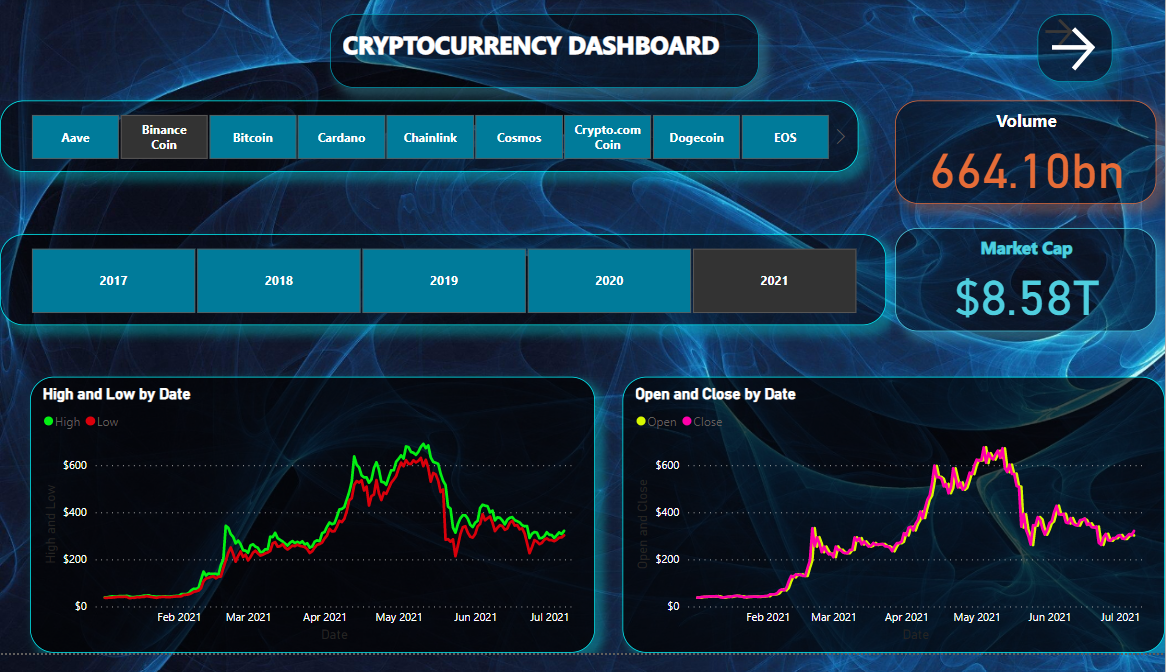 CRYPTOCURRENCY DASHBOARD
Aave
Binance
Coin
Bitcoin
Cardano
Chainlink
Cosmos
Crypto.com
Coin
Dogecoin
EOS
Volume
664.10bn
2017
2018
2019
2020
2021
Market Cap
$8.58T
High and Low by Date
High Low
$600
$400
$200
$0
High and Low
Feb 2021 Mar 2021 Apr 2021 May 2021 Jun 2021 Jul 2021
Date
Open and Close by Date
Open Close
$600
$400
$200
$0
Open and Close
Feb 2021 Mar 2021 Apr 2021 May 2021 Jun 2021 Jul 2021
Date